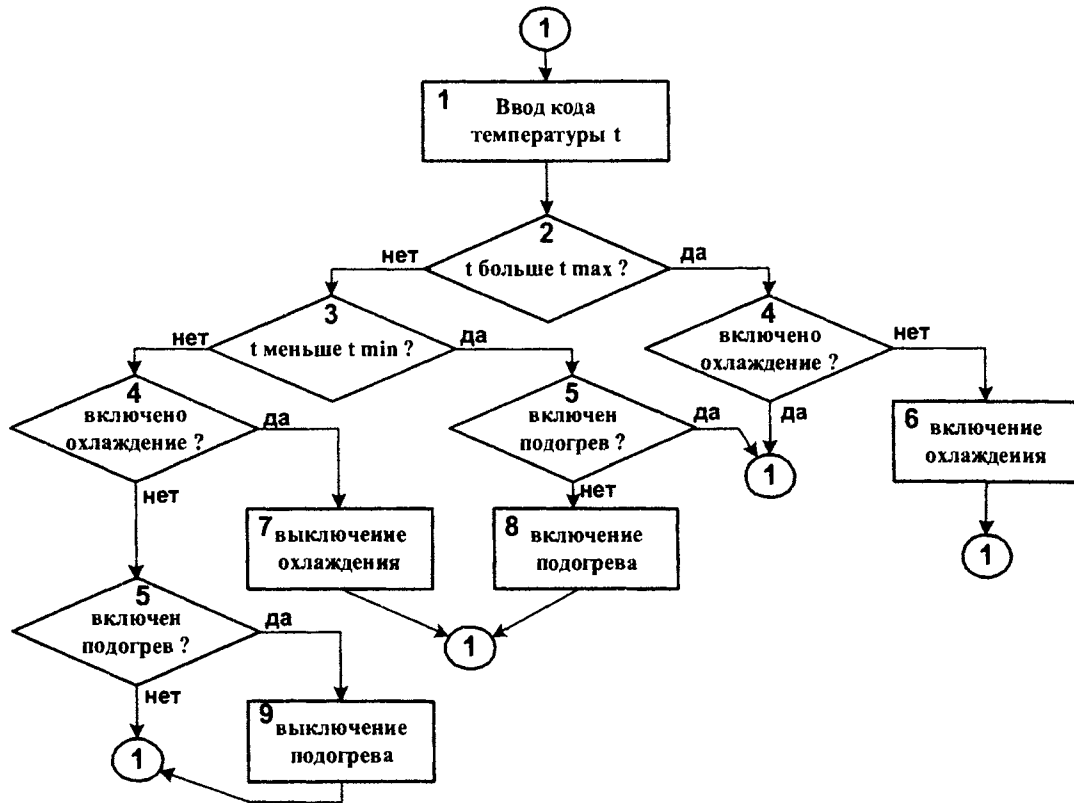 1
1
Ввод кода
температуры t
2
нет
да
t больше t max ?
3
нет
да
t меньше t min ?
4
включено
охлаждение ?
нет
да
4
включено
охлаждение ?
да
нет
5
включен
подогрев ?
да
нет
1
6
включение
охлаждения
1
7
выключение
охлаждения
8
включение
подогрева
1
5
включен
подогрев ?
да
нет
9
выключение
подогрева
1